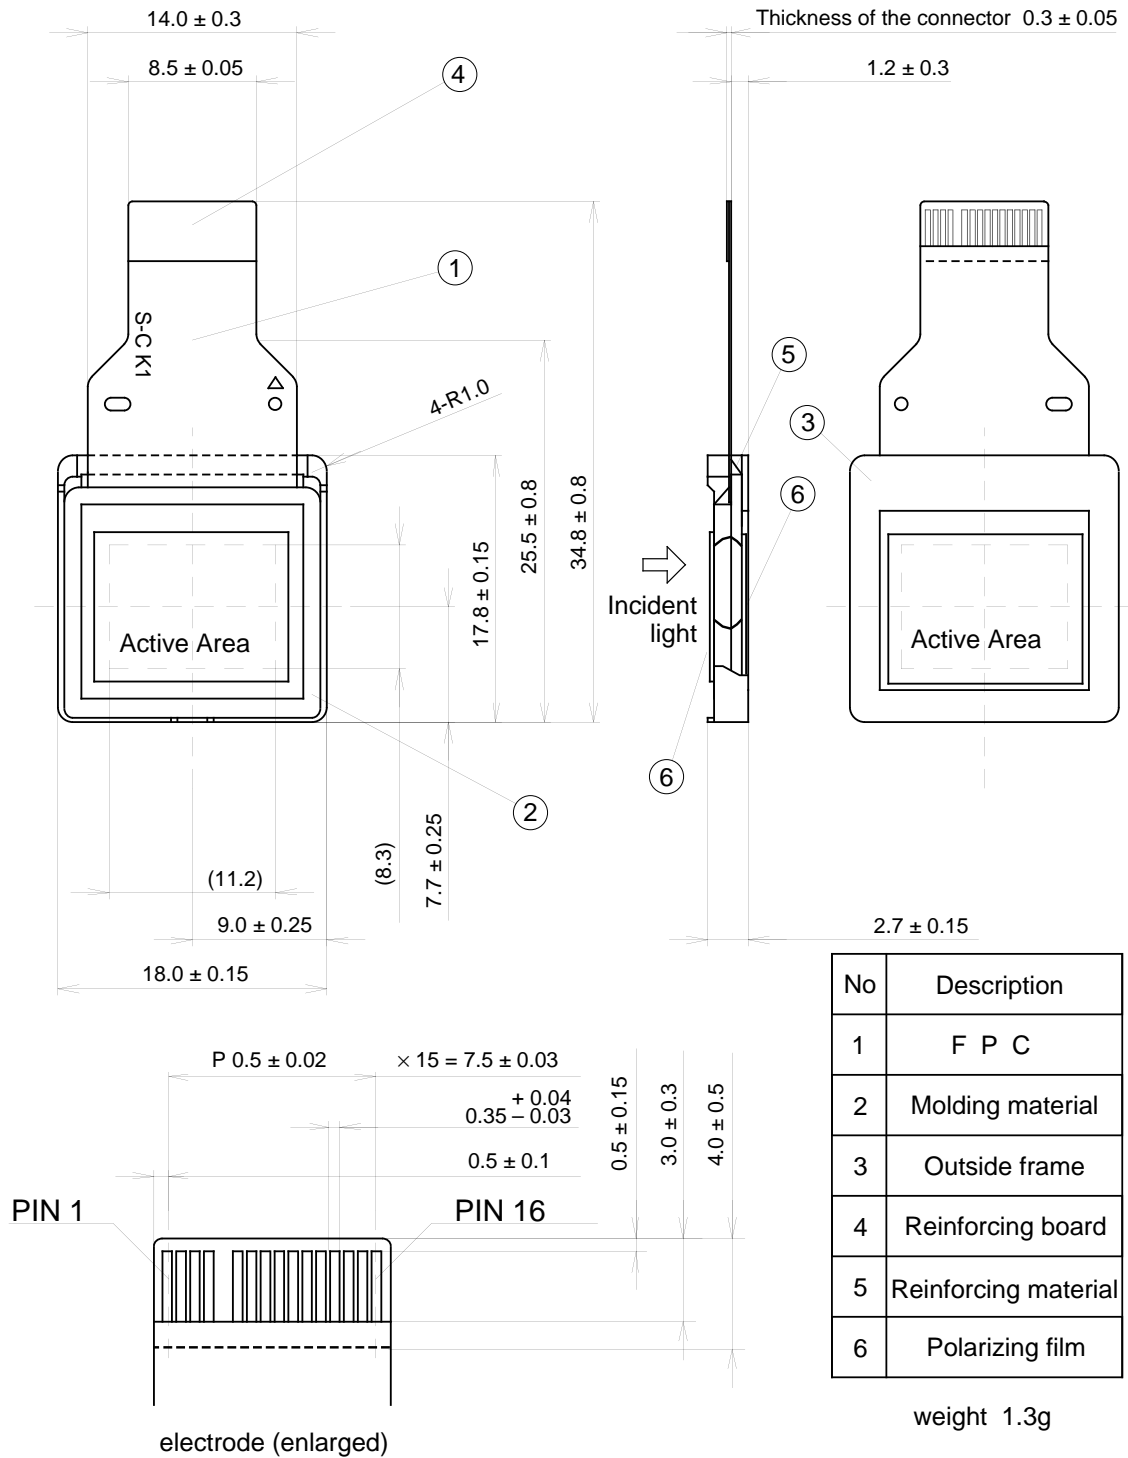 14.0 ± 0.3
Thickness of the connector 0.3 ± 0.05
8.5 ± 0.05
1.2 ± 0.3
4
1
S-C K1
5
4-R1.0
3
6
17.8 ± 0.15
25.5 ± 0.8
34.8 ± 0.8
Incident
light
Active Area
Active Area
6
2
(11.2)
(8.3)
7.7 ± 0.25
9.0 ± 0.25
2.7 ± 0.15
18.0 ± 0.15
No Description
1 F P C
2 Molding material
3 Outside frame
4 Reinforcing board
5 Reinforcing material
6 Polarizing film
weight 1.3g
P 0.5 ± 0.02 × 15 = 7.5 ± 0.03
+ 0.04
0.35 – 0.03
0.5 ± 0.1
0.5 ± 0.15
3.0 ± 0.3
4.0 ± 0.5
PIN 1
PIN 16
electrode (enlarged)